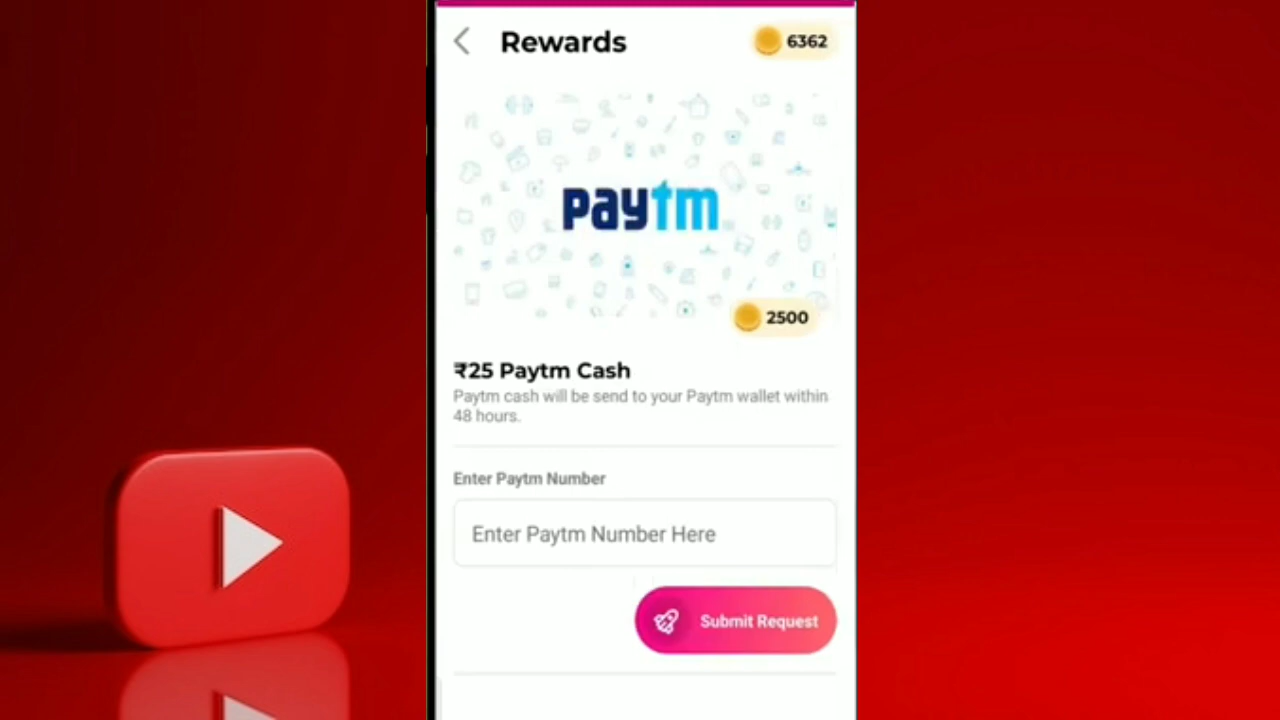 Rewards
6362
paytm
2500
₹25 Paytm Cash
Paytm cash will be send to your Paytm wallet within
48 hours.
Enter Paytm Number
Enter Paytm Number Here
Submit Request